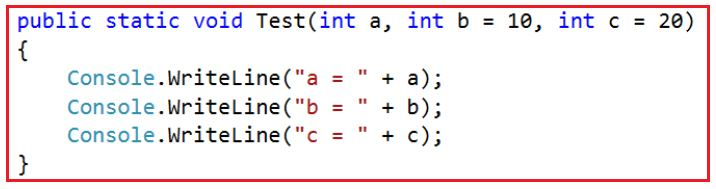 public static void Test(int a, int b = 10, int c = 20)
{
    Console.WriteLine("a = " + a);
    Console.WriteLine("b = " + b);
    Console.WriteLine("c = " + c);
}